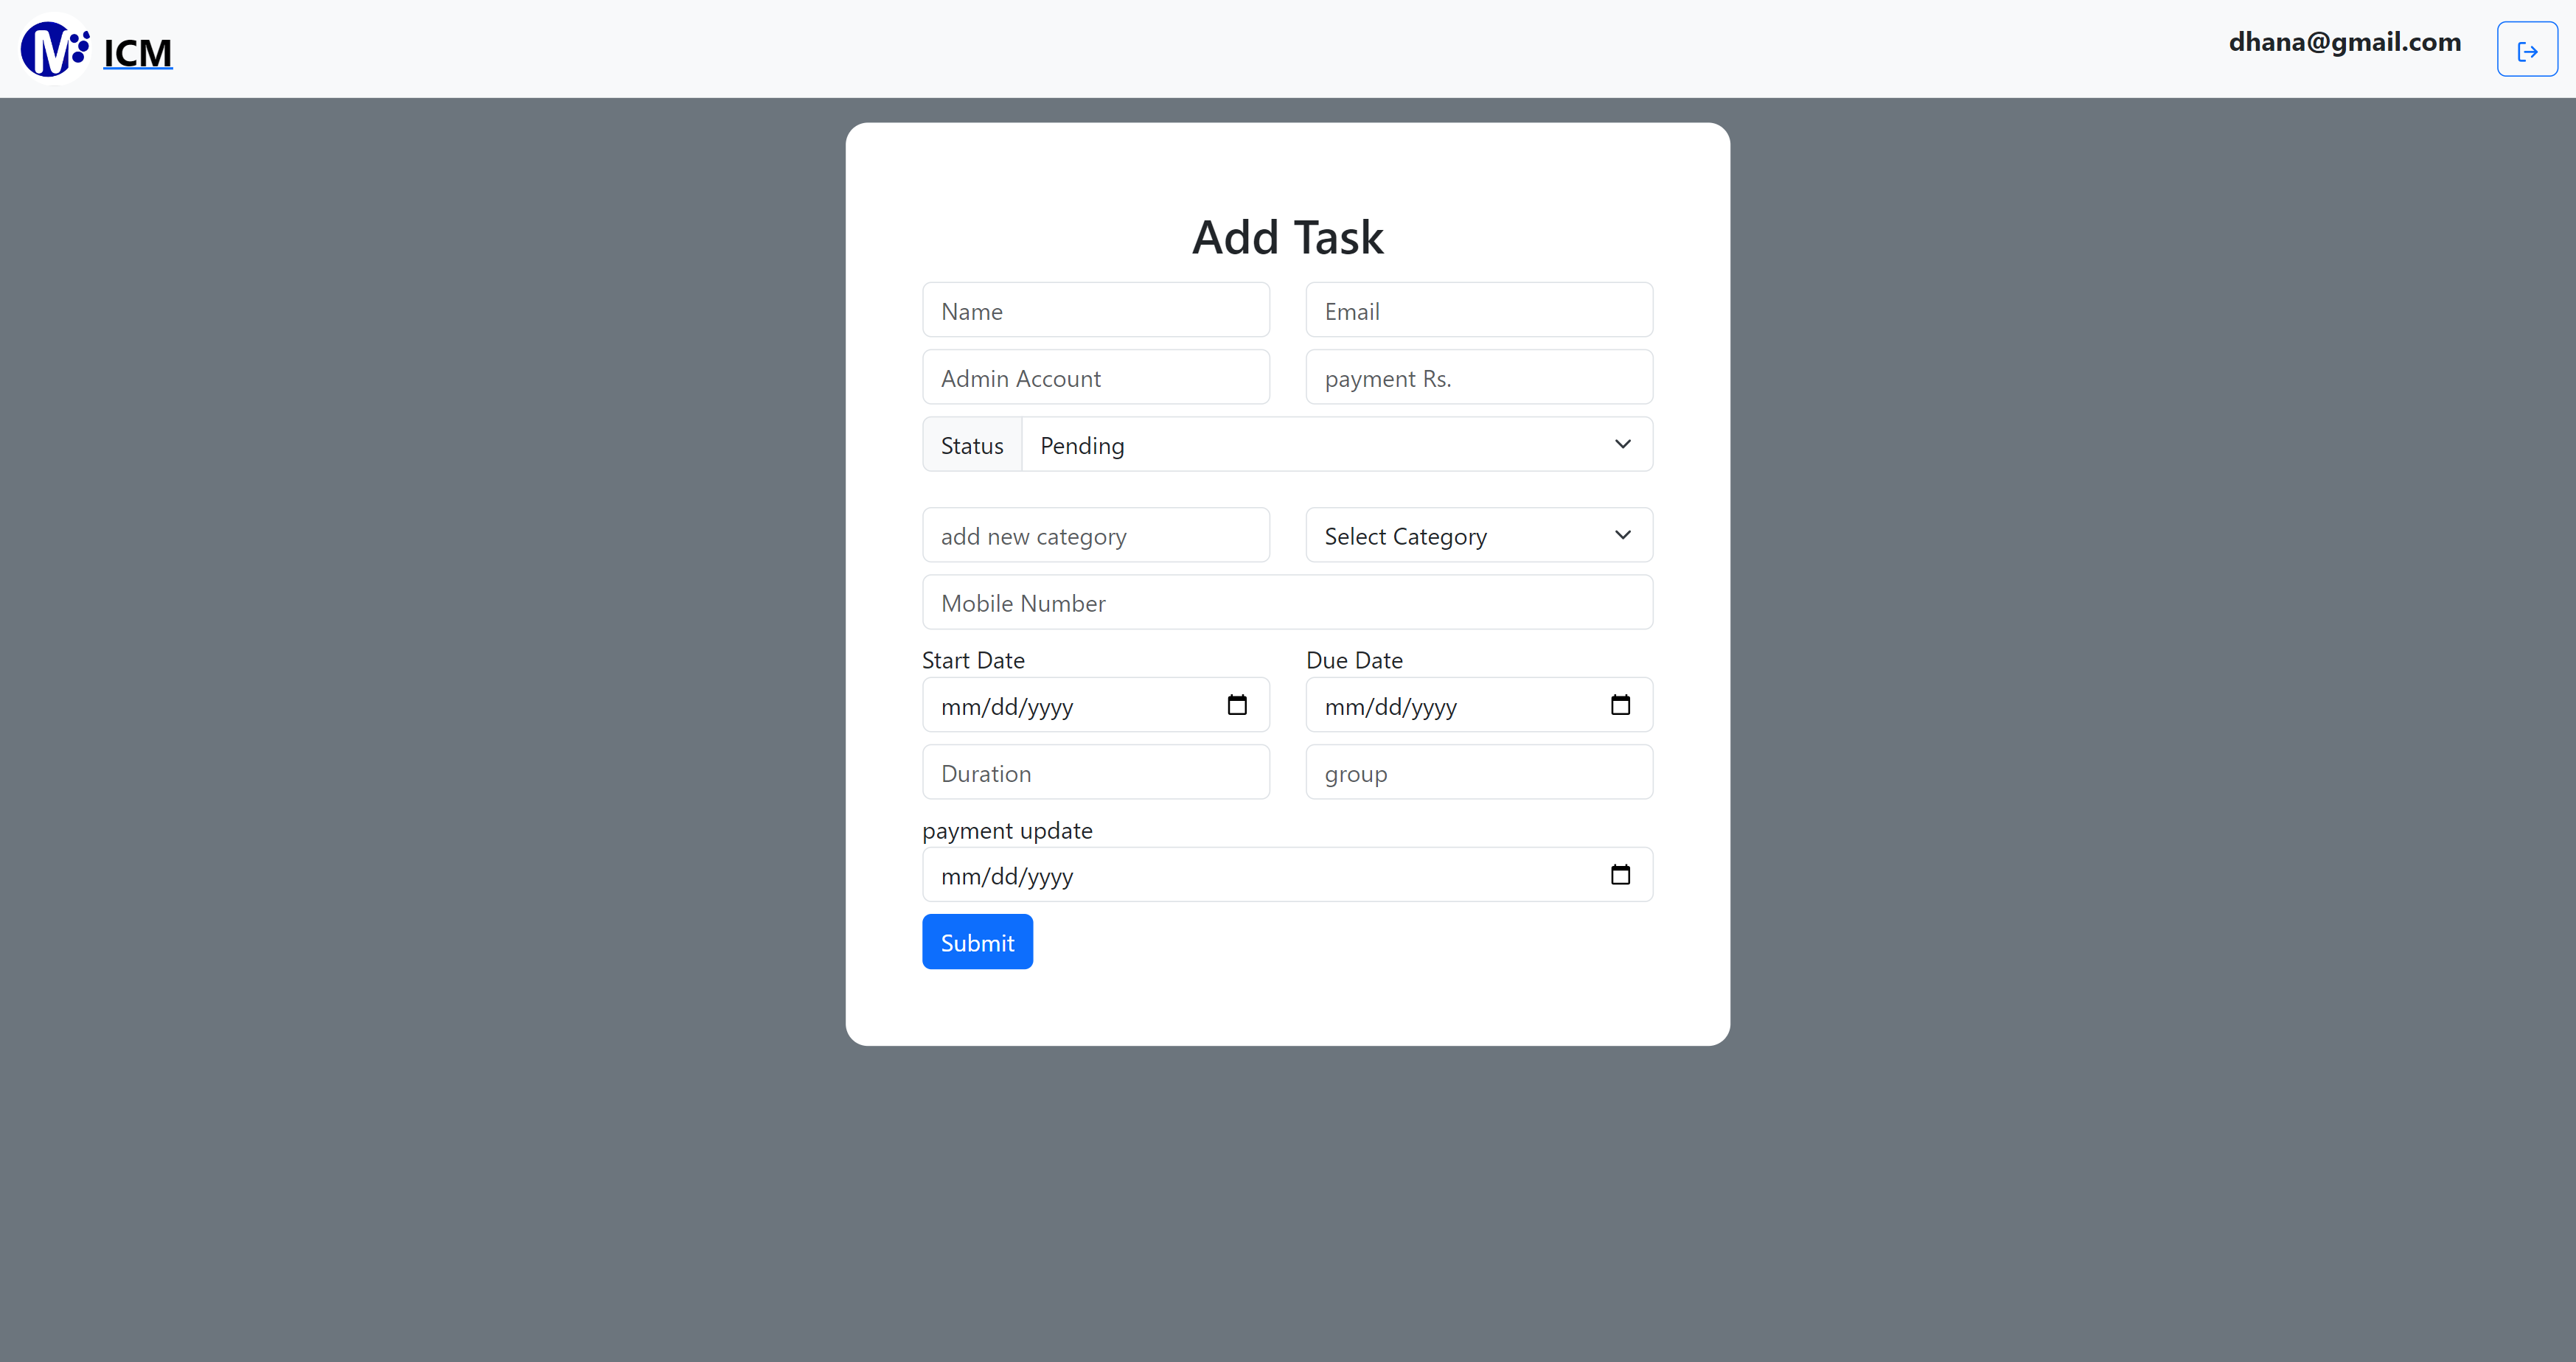 M ICM
dhana@gmail.com
Add Task
Name
Email
Admin Account
payment Rs.
Status
Pending
add new category
Select Category
Mobile Number
Start Date
Due Date
mm/dd/yyyy
mm/dd/yyyy
Duration
group
payment update
mm/dd/yyyy
Submit